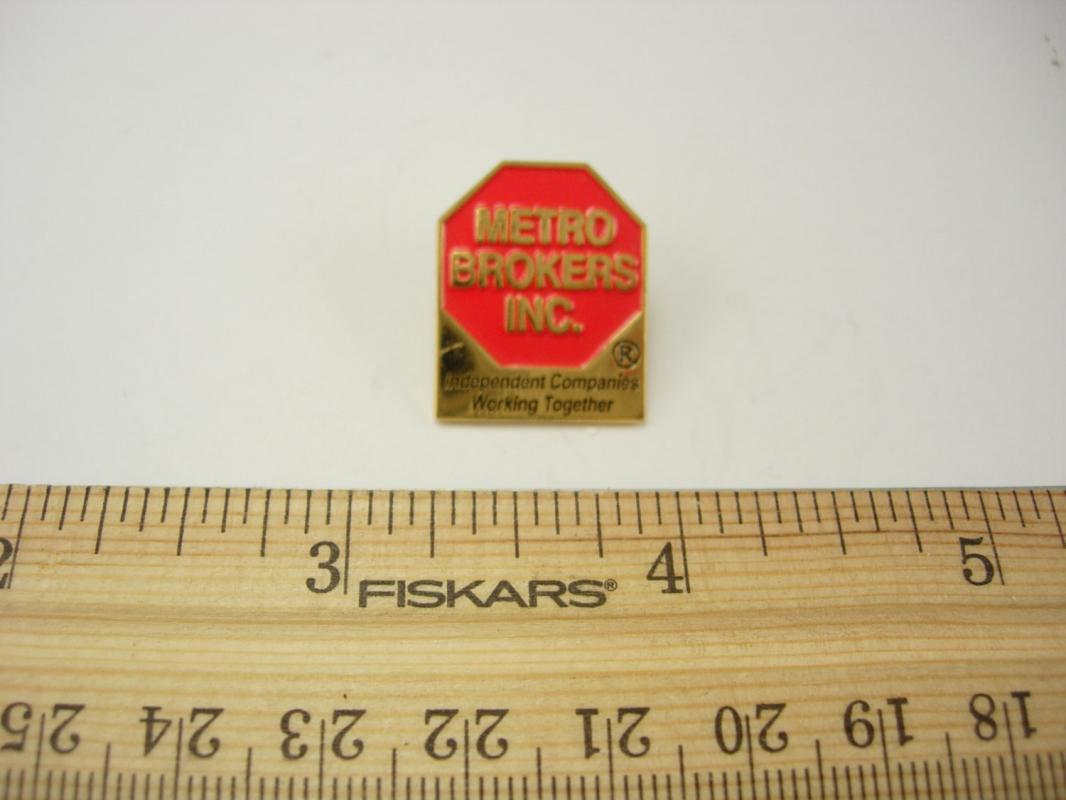 METRO
BROKERS
INC.
®
Independent Companies
Working Together
2 3 4 5
FISKARS®
25 24 23 22 21 20 19 18